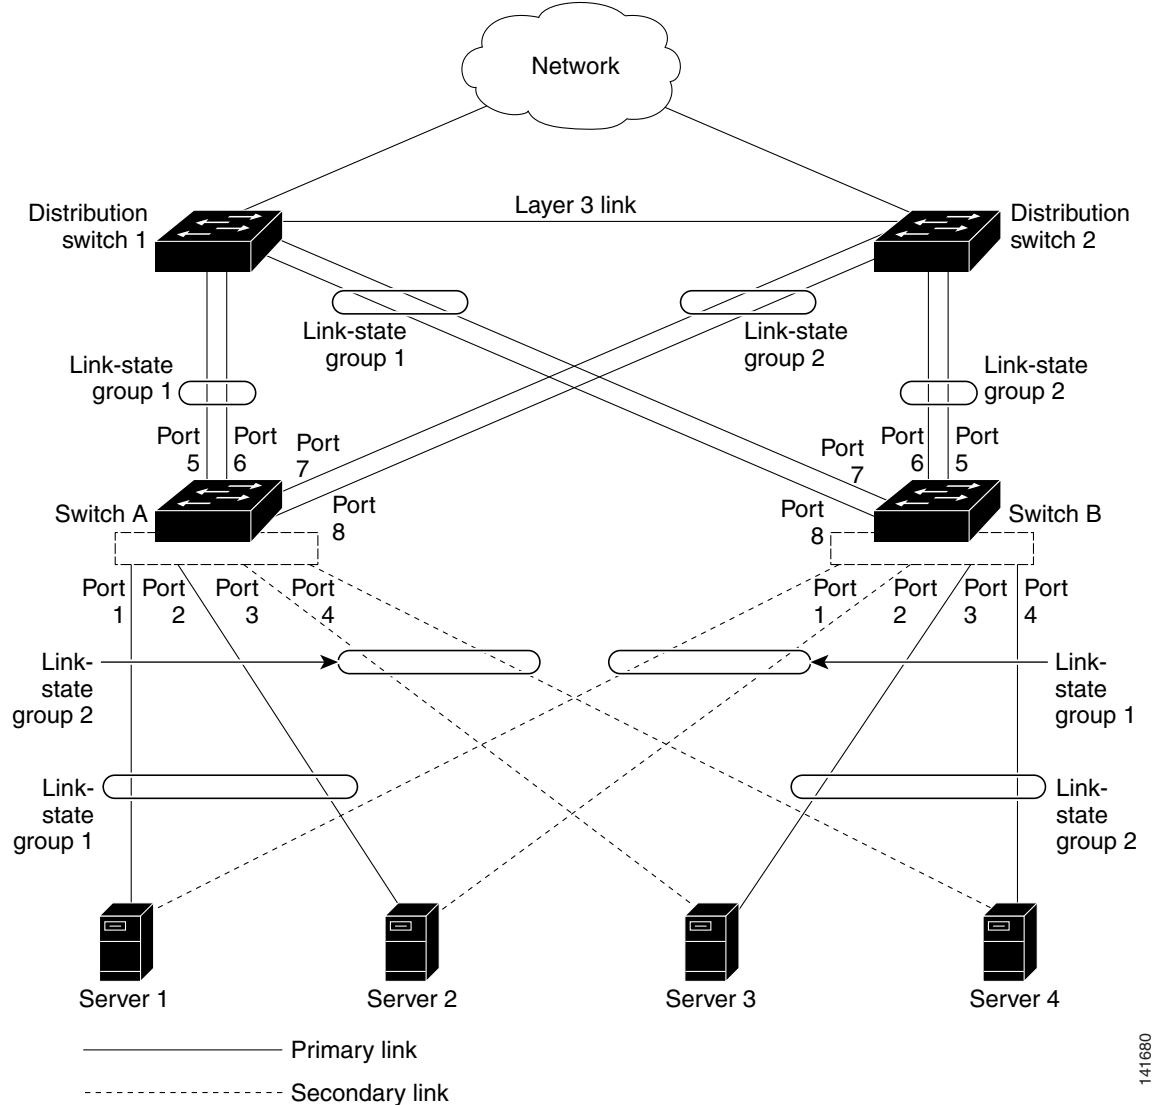 Network
Layer 3 link
Distribution
switch 1
Distribution
switch 2
Link-state
group 1
Link-state
group 2
Link-state
group 1
Link-state
group 2
Port
5
Port
6
Port
7
Port
8
Port
7
Port
6
Port
5
Port
8
Switch A
Switch B
Port
1
Port
2
Port
3
Port
4
Port
1
Port
2
Port
3
Port
4
Link-
state
group 2
Link-
state
group 1
Link-
state
group 1
Link-
state
group 2
Server 1
Server 2
Server 3
Server 4
Primary link
Secondary link
141680